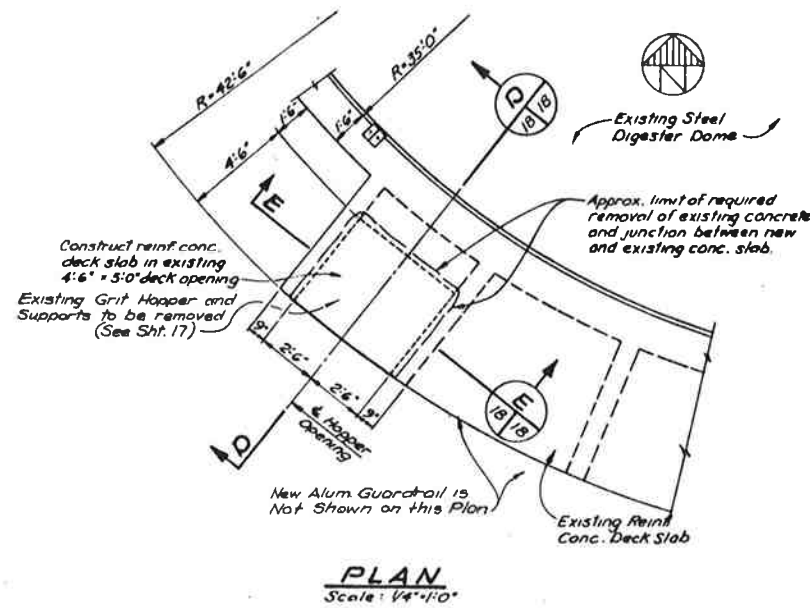 R=42'-6"
R=35'-0"
1'-6"
1'-6"
4'-6"
D
18 18
N
Existing Steel
Digester Dome
E
Approx. limit of required
removal of existing concrete
and junction between new
and existing conc. slab.
Construct reinf. conc.
deck slab in existing
4'-6" x 5'-0" deck opening
Existing Grit Hopper and
Supports to be removed
(See Sht. 17)
9"
2'-6"
2'-6"
9"
E
18 18
D
℄ Hopper
Opening
New Alum. Guardrail is
Not Shown on this Plan
Existing Reinf.
Conc. Deck Slab
PLAN
Scale: 1/4"=1'-0"